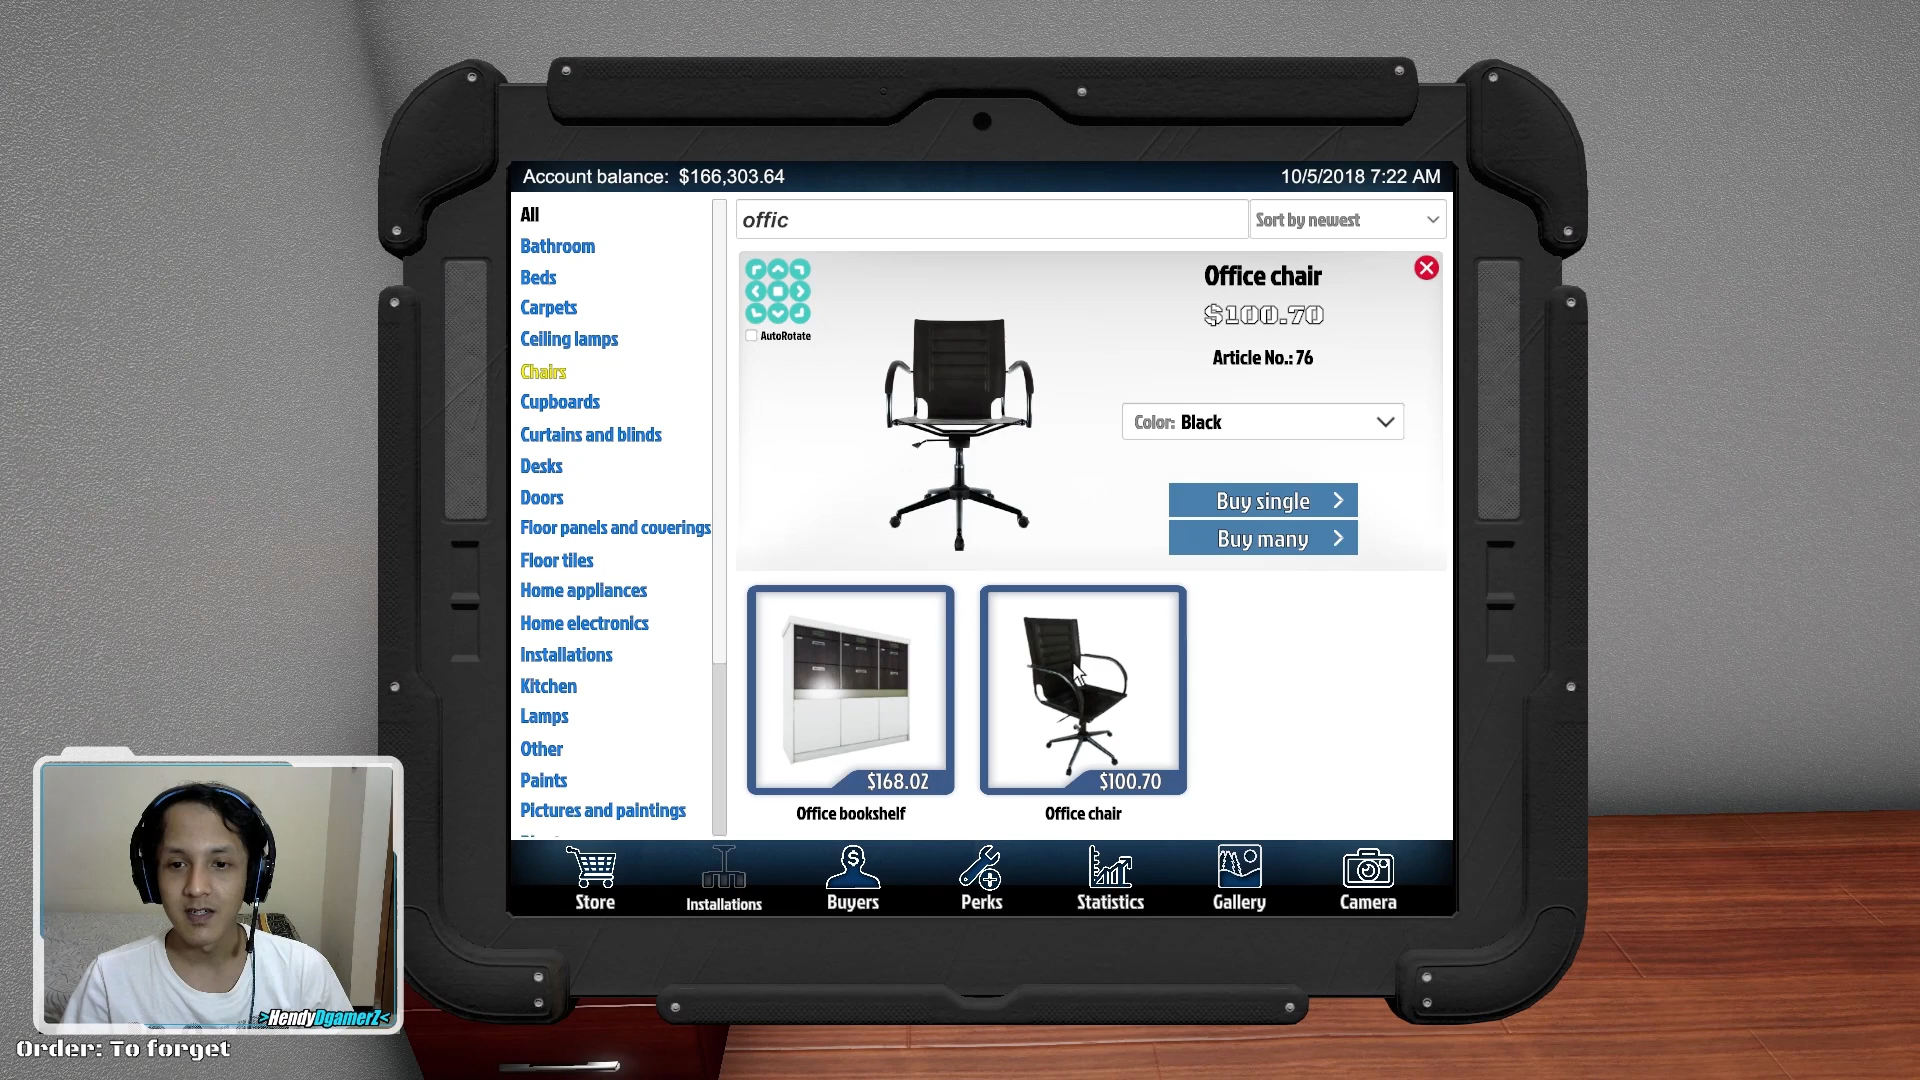 Account balance: $166,303.64
10/5/2018 7:22 AM
All
Bathroom
Beds
Carpets
Ceiling lamps
Chairs
Cupboards
Curtains and blinds
Desks
Doors
Floor panels and coverings
Floor tiles
Home appliances
Home electronics
Installations
Kitchen
Lamps
Other
Paints
Pictures and paintings
offic
Sort by newest
AutoRotate
Office chair
$100.70
Article No.: 76
Color: Black
Buy single
Buy many
$168.02
Office bookshelf
$100.70
Office chair
Store
Installations
Buyers
Perks
Statistics
Gallery
Camera
>HendyDgamerZ<
Order: To forget